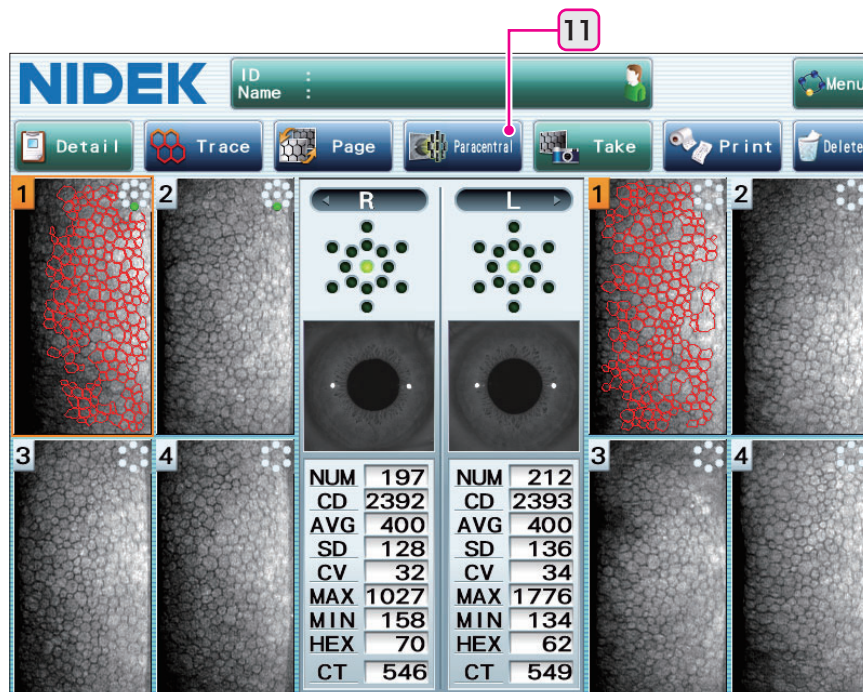 11
NIDEK
ID :
Name :
Menu
Detail
Trace
Page
Paracentral
Take
Print
Delete
1
2
R
L
1
2
3
4
3
4
NUM 197
CD 2392
AVG 400
SD 128
CV 32
MAX 1027
MIN 158
HEX 70
CT 546
NUM 212
CD 2393
AVG 400
SD 136
CV 34
MAX 1776
MIN 134
HEX 62
CT 549